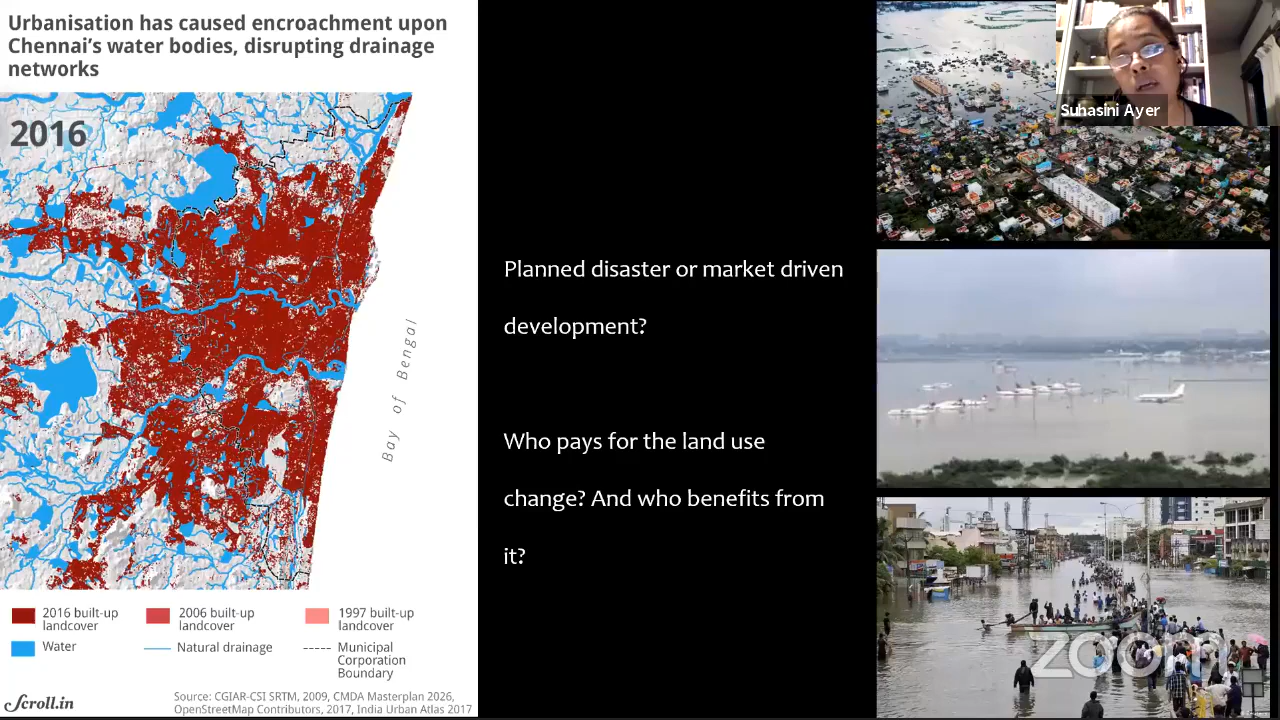 Urbanisation has caused encroachment upon
Chennai’s water bodies, disrupting drainage
networks
2016
Bay of Bengal
2016 built-up
landcover
2006 built-up
landcover
1997 built-up
landcover
Water
Natural drainage
Municipal
Corporation
Boundary
Scroll.in
Source: CGIAR-CSI SRTM, 2009, CMDA Masterplan 2026,
OpenStreetMap Contributors, 2017, India Urban Atlas 2017
Planned disaster or market driven
development?
Who pays for the land use
change? And who benefits from
it?
Suhasini Ayer
zoom